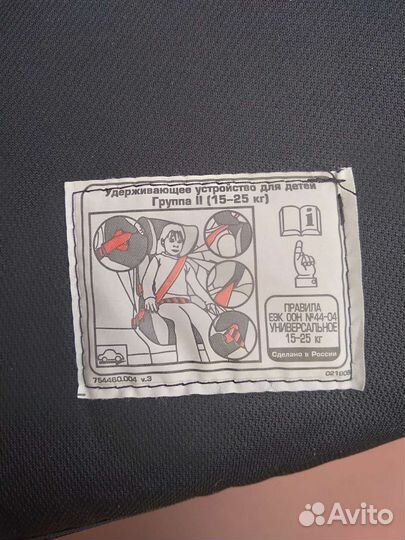 Удерживающее устройство для детей
Группа II (15-25 кг)
i
ПРАВИЛА
ЕЭК ООН №44-04
УНИВЕРСАЛЬНОЕ
15-25 кг
Сделано в России
754460.004 v.3
Avito